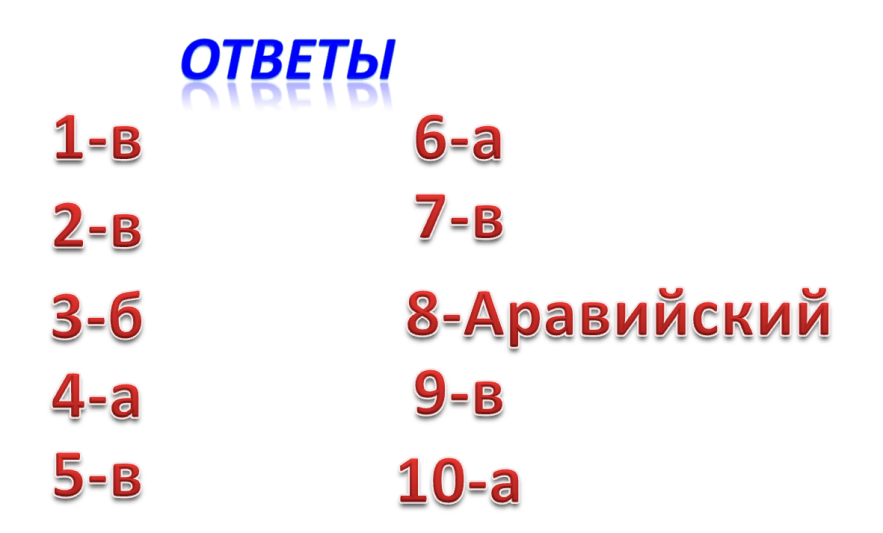 ОТВЕТЫ
1-в
2-в
3-б
4-а
5-в
6-а
7-в
8-Аравийский
9-в
10-а